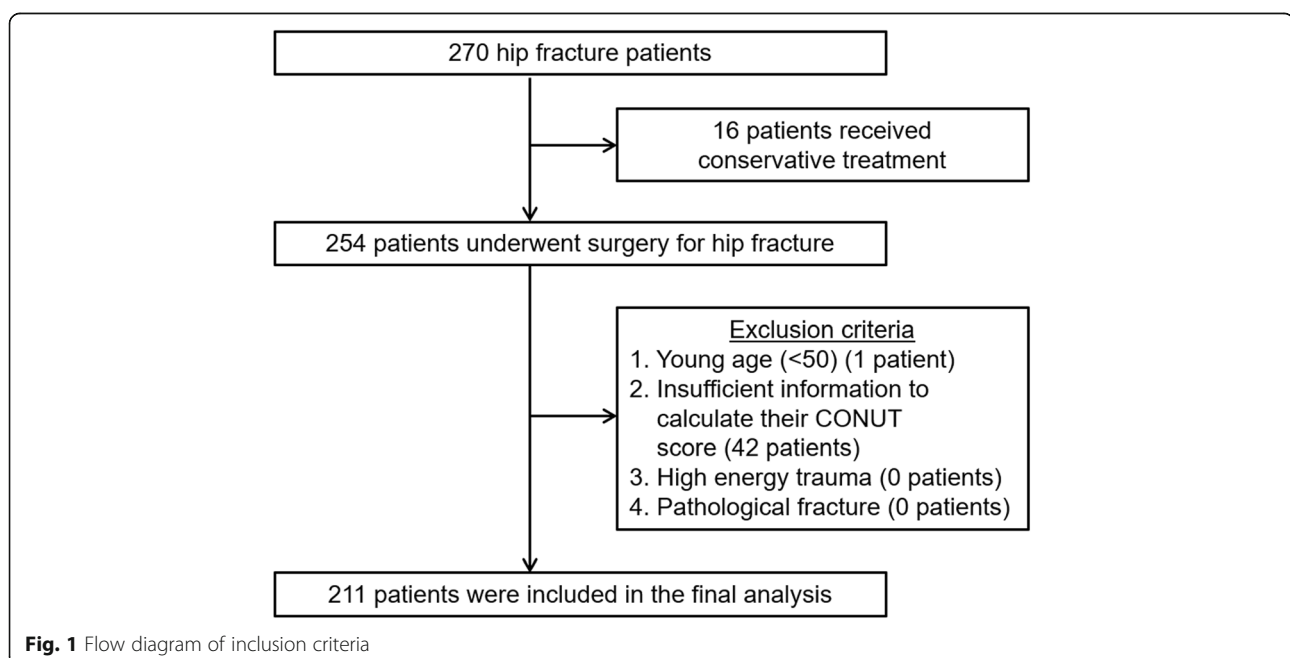 270 hip fracture patients
16 patients received
conservative treatment
254 patients underwent surgery for hip fracture
Exclusion criteria
1. Young age (<50) (1 patient)
2. Insufficient information to
calculate their CONUT
score (42 patients)
3. High energy trauma (0 patients)
4. Pathological fracture (0 patients)
211 patients were included in the final analysis
Fig. 1 Flow diagram of inclusion criteria